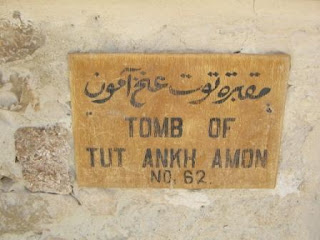 مقبرة توت عنخ آمون
TOMB OF
TUT ANKH AMON
NO. 62.